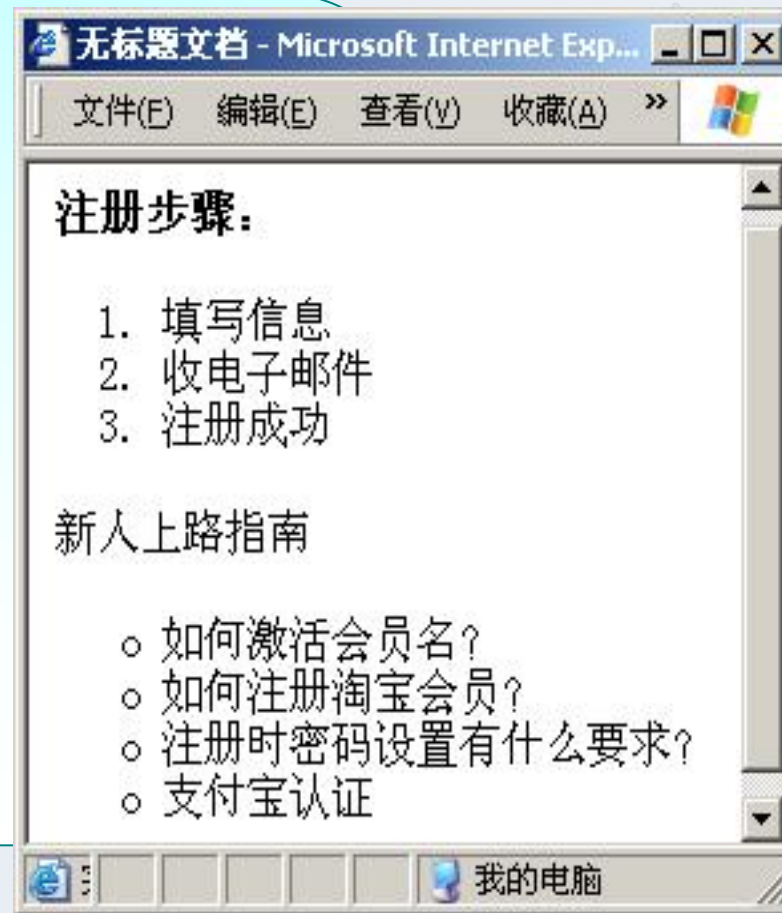 无标题文档 - Microsoft Internet Exp...
文件(F) 编辑(E) 查看(V) 收藏(A) »
注册步骤：
1. 填写信息
2. 收电子邮件
3. 注册成功
新人上路指南
如何激活会员名?
如何注册淘宝会员?
注册时密码设置有什么要求?
支付宝认证
我的电脑